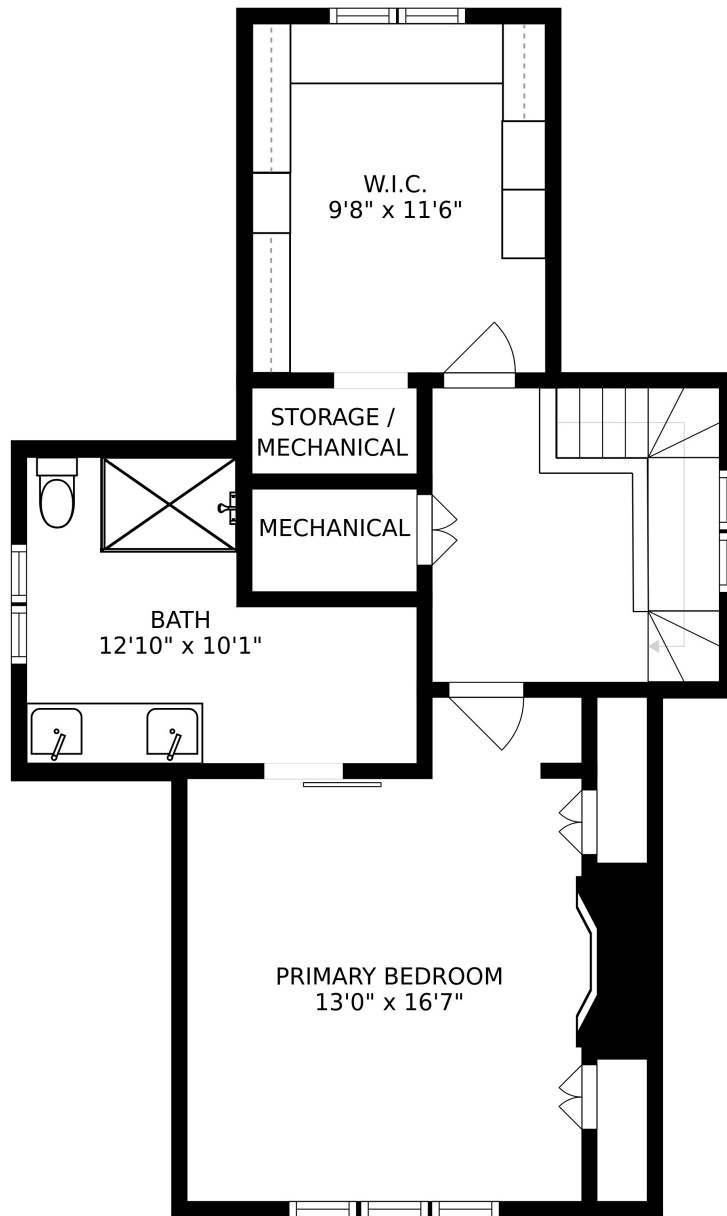 W.I.C.
9'8" x 11'6"
STORAGE /
MECHANICAL
MECHANICAL
BATH
12'10" x 10'1"
PRIMARY BEDROOM
13'0" x 16'7"